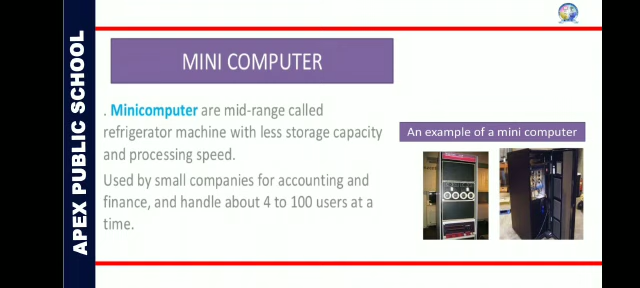 APEX PUBLIC SCHOOL
MINI COMPUTER
. Minicomputer are mid-range called
refrigerator machine with less storage capacity
and processing speed.
Used by small companies for accounting and
finance, and handle about 4 to 100 users at a
time.
An example of a mini computer